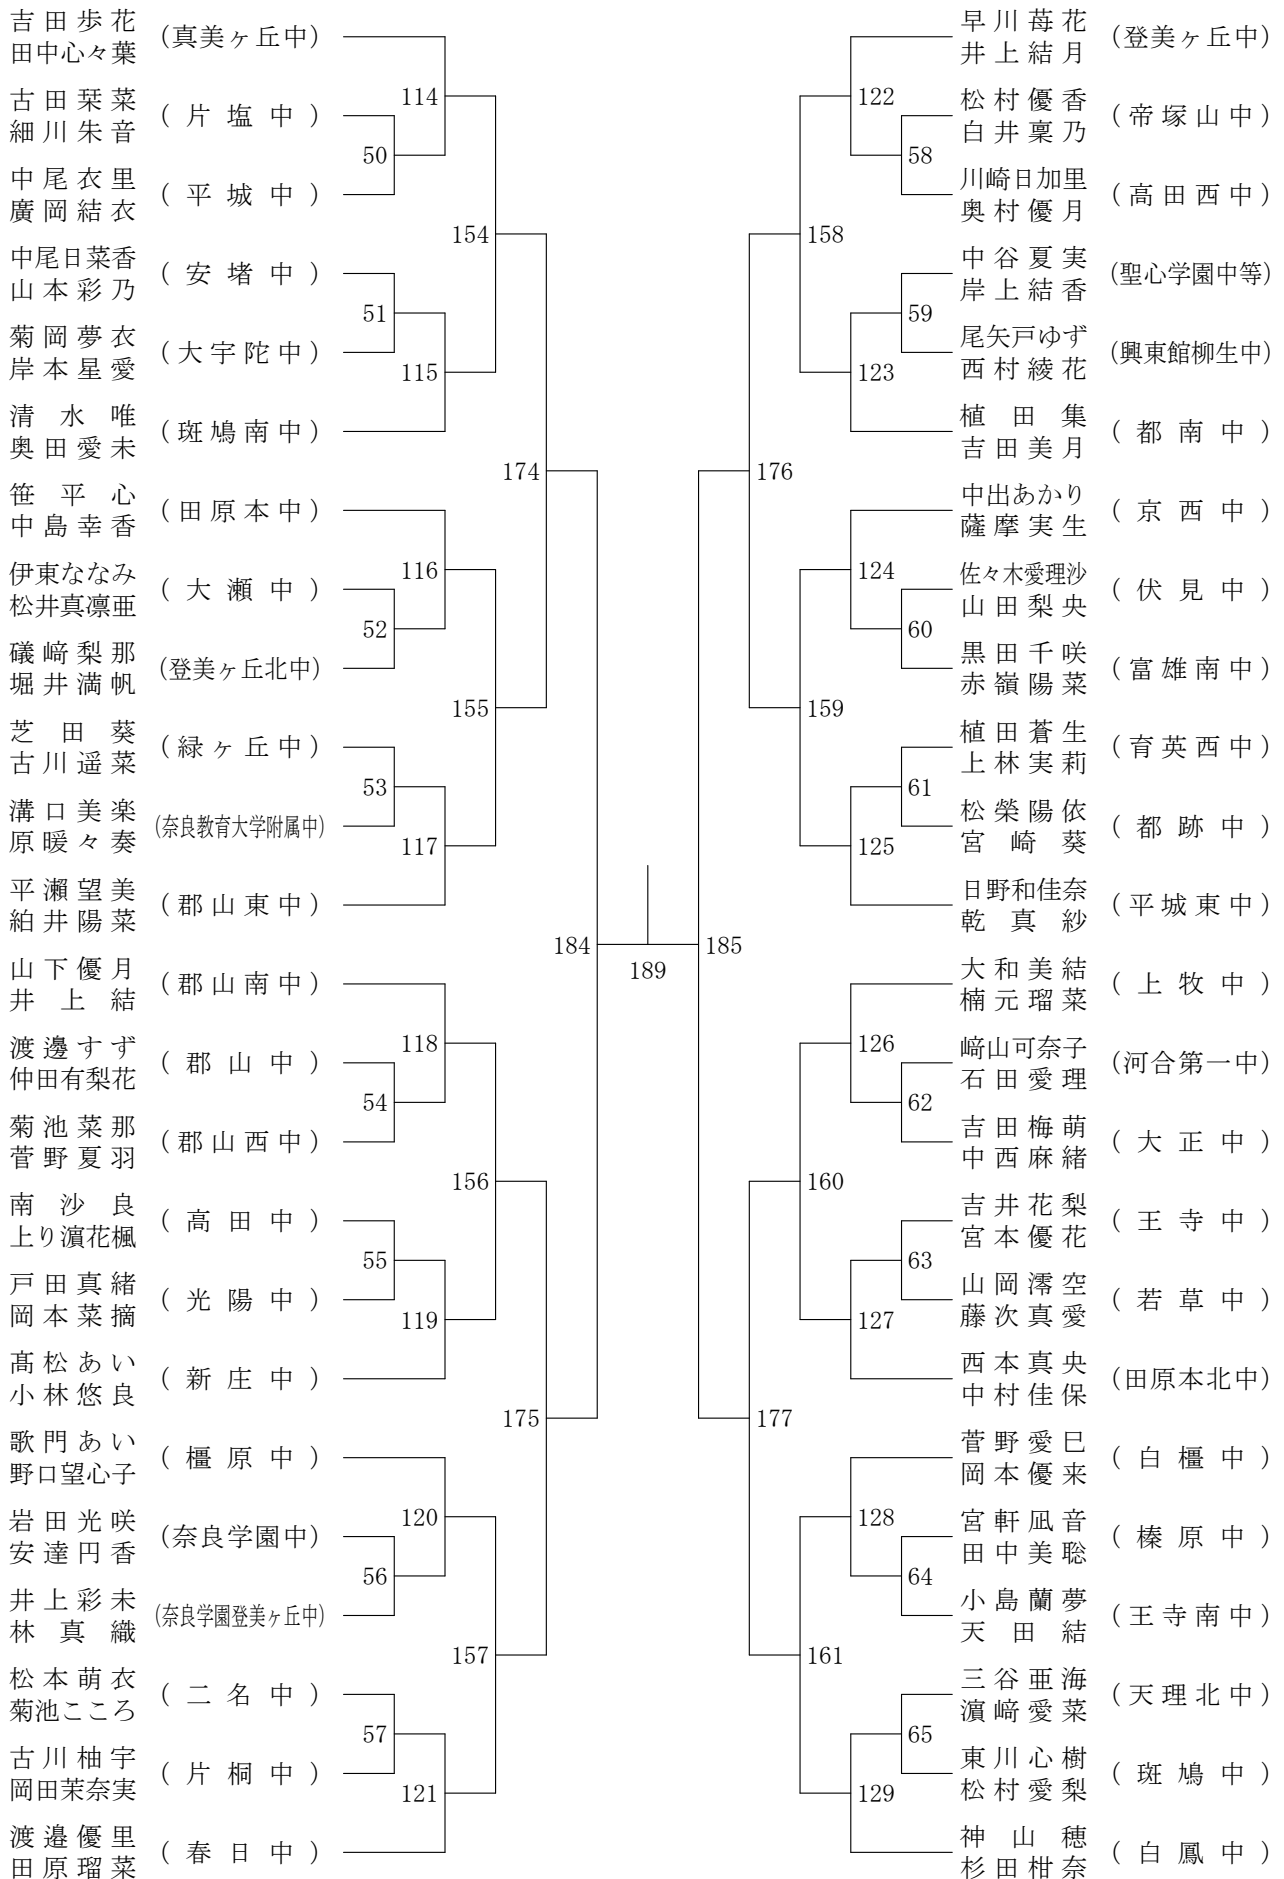 吉田歩花
田中心々葉
(真美ヶ丘中)
古田栞菜
細川朱音
(片塩中)
中尾衣里
廣岡結衣
(平城中)
中尾日菜香
山本彩乃
(安堵中)
菊岡夢衣
岸本星愛
(大宇陀中)
清水唯
奥田愛未
(斑鳩南中)
笹平心
中島幸香
(田原本中)
伊東ななみ
松井真凛亜
(大瀬中)
礒﨑梨那
堀井満帆
(登美ヶ丘北中)
芝田葵
古川遥菜
(緑ヶ丘中)
溝口美楽
原暖々奏
(奈良教育大学附属中)
平瀬望美
紿井陽菜
(郡山東中)
山下優月
井上結
(郡山南中)
渡邊すず
仲田有梨花
(郡山中)
菊池菜那
菅野夏羽
(郡山西中)
南沙良
上り濵花楓
(高田中)
戸田真緒
岡本菜摘
(光陽中)
髙松あい
小林悠良
(新庄中)
歌門あい
野口望心子
(橿原中)
岩田光咲
安達円香
(奈良学園中)
井上彩未
林真織
(奈良学園登美ヶ丘中)
松本萌衣
菊池こころ
(二名中)
古川柚宇
岡田茉奈実
(片桐中)
渡邉優里
田原瑠菜
(春日中)
114
50
154
51
115
174
116
52
155
53
117
184
118
54
156
55
119
175
120
56
157
57
121
189
185
122
58
158
59
123
176
124
60
159
61
125
126
62
160
63
127
177
128
64
161
65
129
早川苺花
井上結月
(登美ヶ丘中)
松村優香
白井稟乃
(帝塚山中)
川崎日加里
奥村優月
(高田西中)
中谷夏実
岸上結香
(聖心学園中等)
尾矢戸ゆず
西村綾花
(興東館柳生中)
植田集
吉田美月
(都南中)
中出あかり
薩摩実生
(京西中)
佐々木愛理沙
山田梨央
(伏見中)
黒田千咲
赤嶺陽菜
(富雄南中)
植田蒼生
上林実莉
(育英西中)
松榮陽依
宮崎葵
(都跡中)
日野和佳奈
乾真紗
(平城東中)
大和美結
楠元瑠菜
(上牧中)
﨑山可奈子
石田愛理
(河合第一中)
吉田梅萌
中西麻緒
(大正中)
吉井花梨
宮本優花
(王寺中)
山岡澪空
藤次真愛
(若草中)
西本真央
中村佳保
(田原本北中)
菅野愛巳
岡本優来
(白橿中)
宮軒凪音
田中美聡
(榛原中)
小島蘭夢
天田結
(王寺南中)
三谷亜海
濵﨑愛菜
(天理北中)
東川心樹
松村愛梨
(斑鳩中)
神山穂
杉田柑奈
(白鳳中)